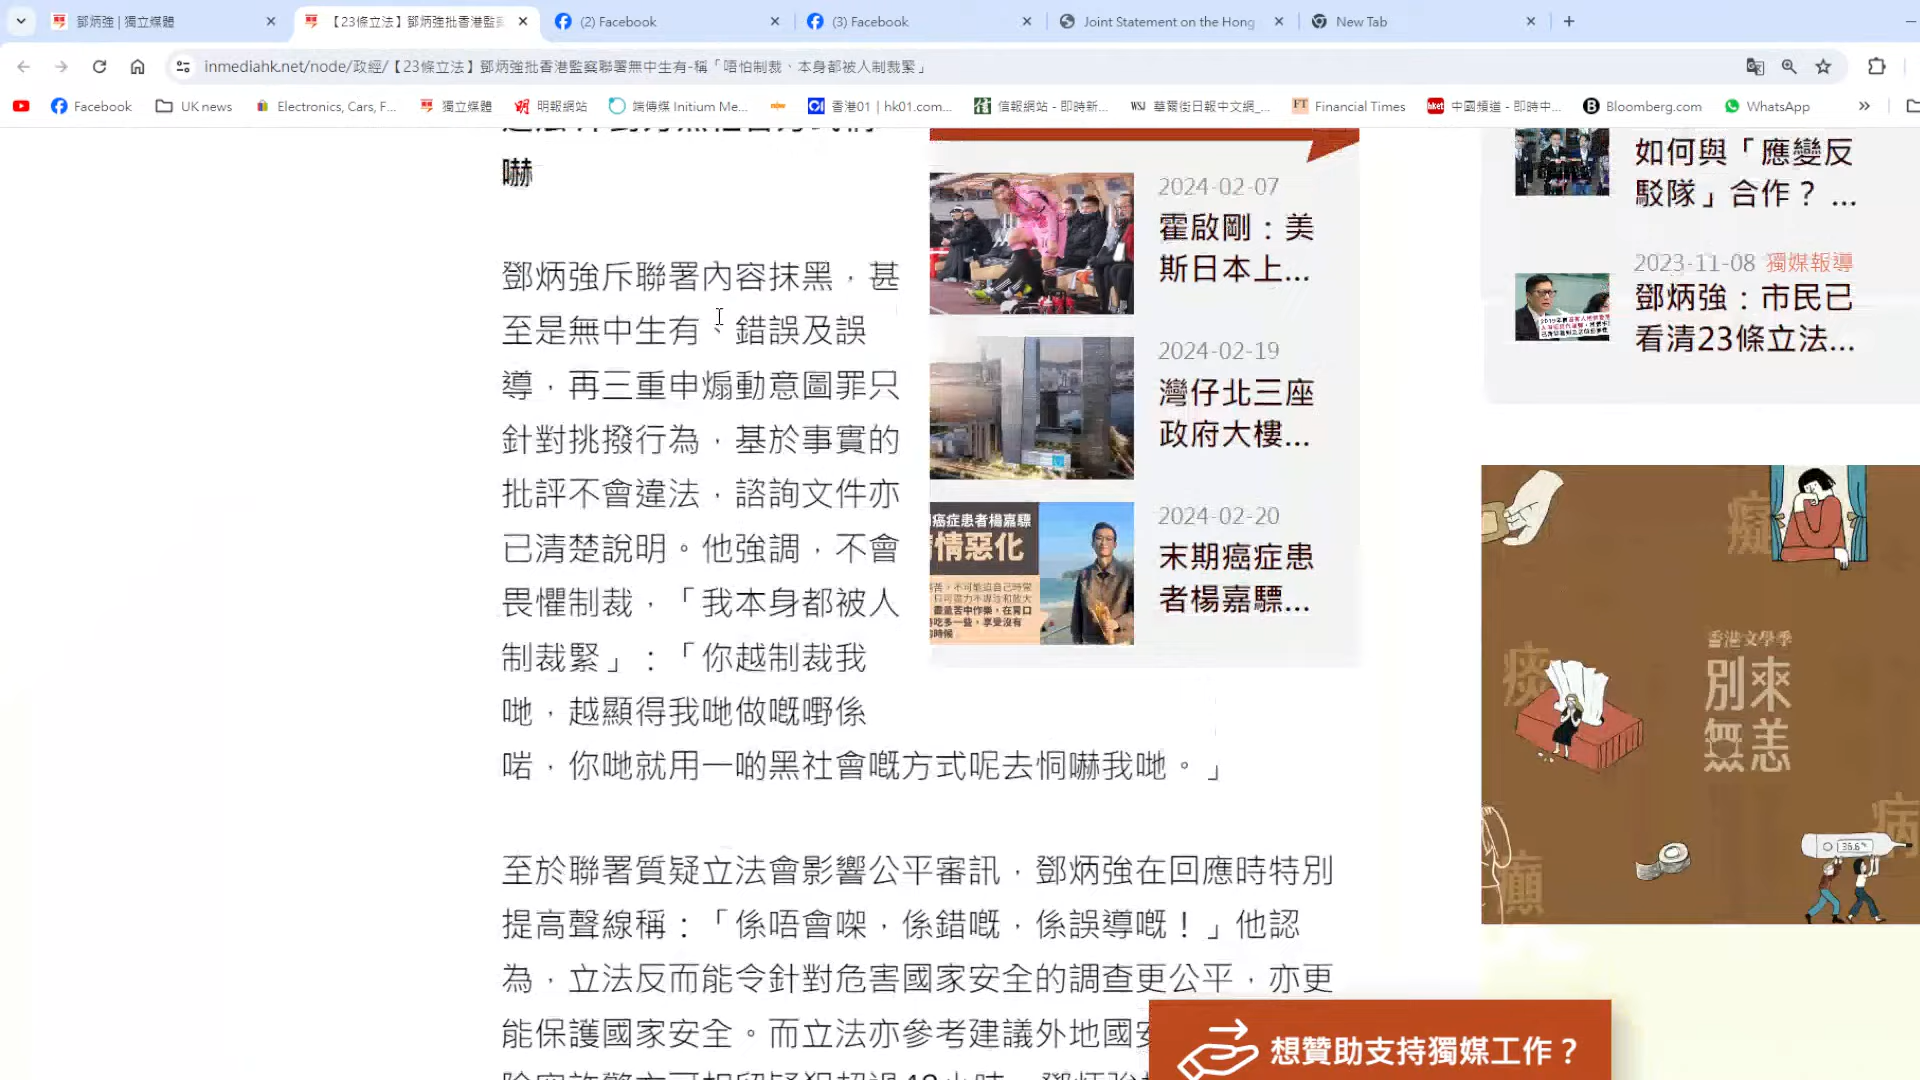 鄧炳強 | 獨立媒體
【23條立法】鄧炳強批香港監察
(2) Facebook
(3) Facebook
Joint Statement on the Hong
New Tab
inmediahk.net/node/政經/【23條立法】鄧炳強批香港監察聯署無中生有-稱「唔怕制裁、本身都被人制裁緊」
Facebook
UK news
Electronics, Cars, F...
獨立媒體
明報網站
端傳媒 Initium Me...
香港01 | hk01.com...
信報網站 - 即時新...
華爾街日報中文網_...
Financial Times
中國頻道 - 即時中...
Bloomberg.com
WhatsApp
嚇
鄧炳強斥聯署內容抹黑，甚
至是無中生有、錯誤及誤
導，再三重申煽動意圖罪只
針對挑撥行為，基於事實的
批評不會違法，諮詢文件亦
已清楚說明。他強調，不會
畏懼制裁，「我本身都被人
制裁緊」：「你越制裁我
哋，越顯得我哋做嘅嘢係
啱，你哋就用一啲黑社會嘅方式呢去恫嚇我哋。」
至於聯署質疑立法會影響公平審訊，鄧炳強在回應時特別
提高聲線稱：「係唔會㗎，係錯嘅，係誤導嘅！」他認
為，立法反而能令針對危害國家安全的調查更公平，亦更
能保護國家安全。而立法亦參考建議外地國安
2024-02-07
霍啟剛：美
斯日本上...
2024-02-19
灣仔北三座
政府大樓...
癌症患者楊嘉驃
情惡化
2024-02-20
末期癌症患
者楊嘉驃...
如何與「應變反
駁隊」合作？ ...
2023-11-08 獨媒報導
鄧炳強：市民已
看清23條立法...
癡
香港文學季
別來
無恙
痰
病
癲
36.6°
想贊助支持獨媒工作？